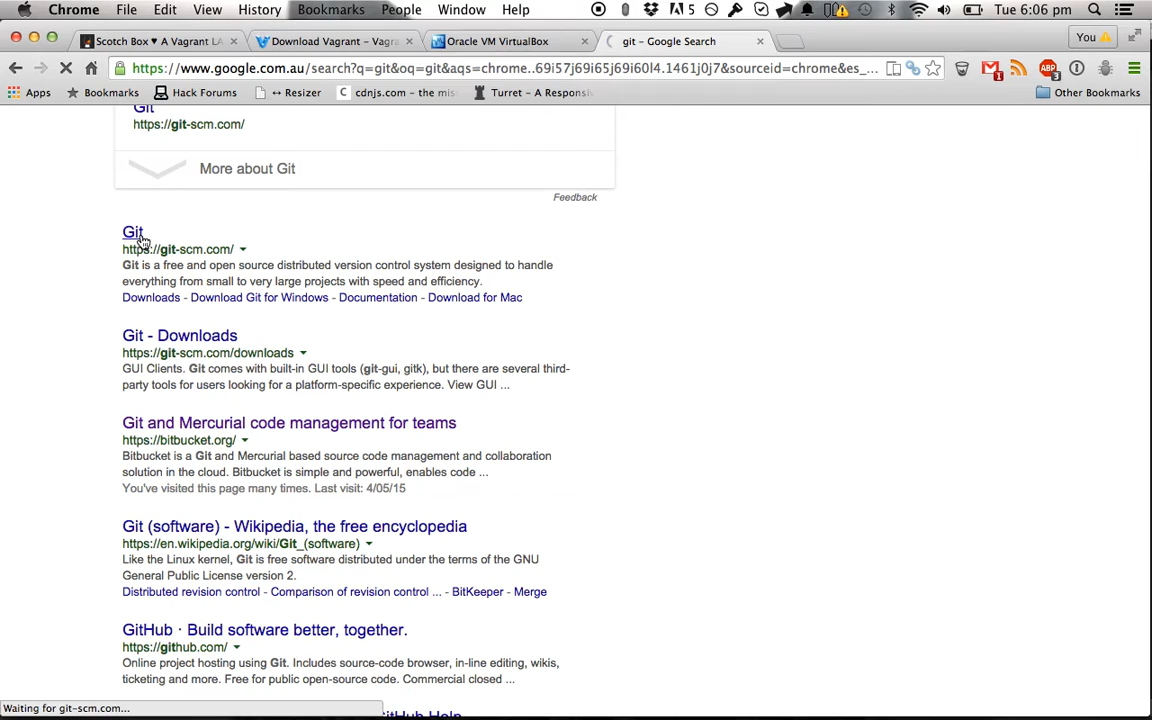 Chrome File Edit View History Bookmarks People Window Help 5 Tue 6:06 pm
Scotch Box ♥ A Vagrant LA Download Vagrant - Vagra Oracle VM VirtualBox git - Google Search You
https://www.google.com.au/search?q=git&oq=git&aqs=chrome..69i57j69i65j69i60l4.1461j0j7&sourceid=chrome&es_... 1 ABP 3
Apps Bookmarks Hack Forums ↔ Resizer C cdnjs.com - the mis Turret - A Responsiv Other Bookmarks
Git
https://git-scm.com/
More about Git
Feedback
Git
https://git-scm.com/
Git is a free and open source distributed version control system designed to handle
everything from small to very large projects with speed and efficiency.
Downloads - Download Git for Windows - Documentation - Download for Mac
Git - Downloads
https://git-scm.com/downloads
GUI Clients. Git comes with built-in GUI tools (git-gui, gitk), but there are several third-
party tools for users looking for a platform-specific experience. View GUI ...
Git and Mercurial code management for teams
https://bitbucket.org/
Bitbucket is a Git and Mercurial based source code management and collaboration
solution in the cloud. Bitbucket is simple and powerful, enables code ...
You've visited this page many times. Last visit: 4/05/15
Git (software) - Wikipedia, the free encyclopedia
https://en.wikipedia.org/wiki/Git_(software)
Like the Linux kernel, Git is free software distributed under the terms of the GNU
General Public License version 2.
Distributed revision control - Comparison of revision control ... - BitKeeper - Merge
GitHub · Build software better, together.
https://github.com/
Online project hosting using Git. Includes source-code browser, in-line editing, wikis,
ticketing and more. Free for public open-source code. Commercial closed ...
GitHub Help
Waiting for git-scm.com...